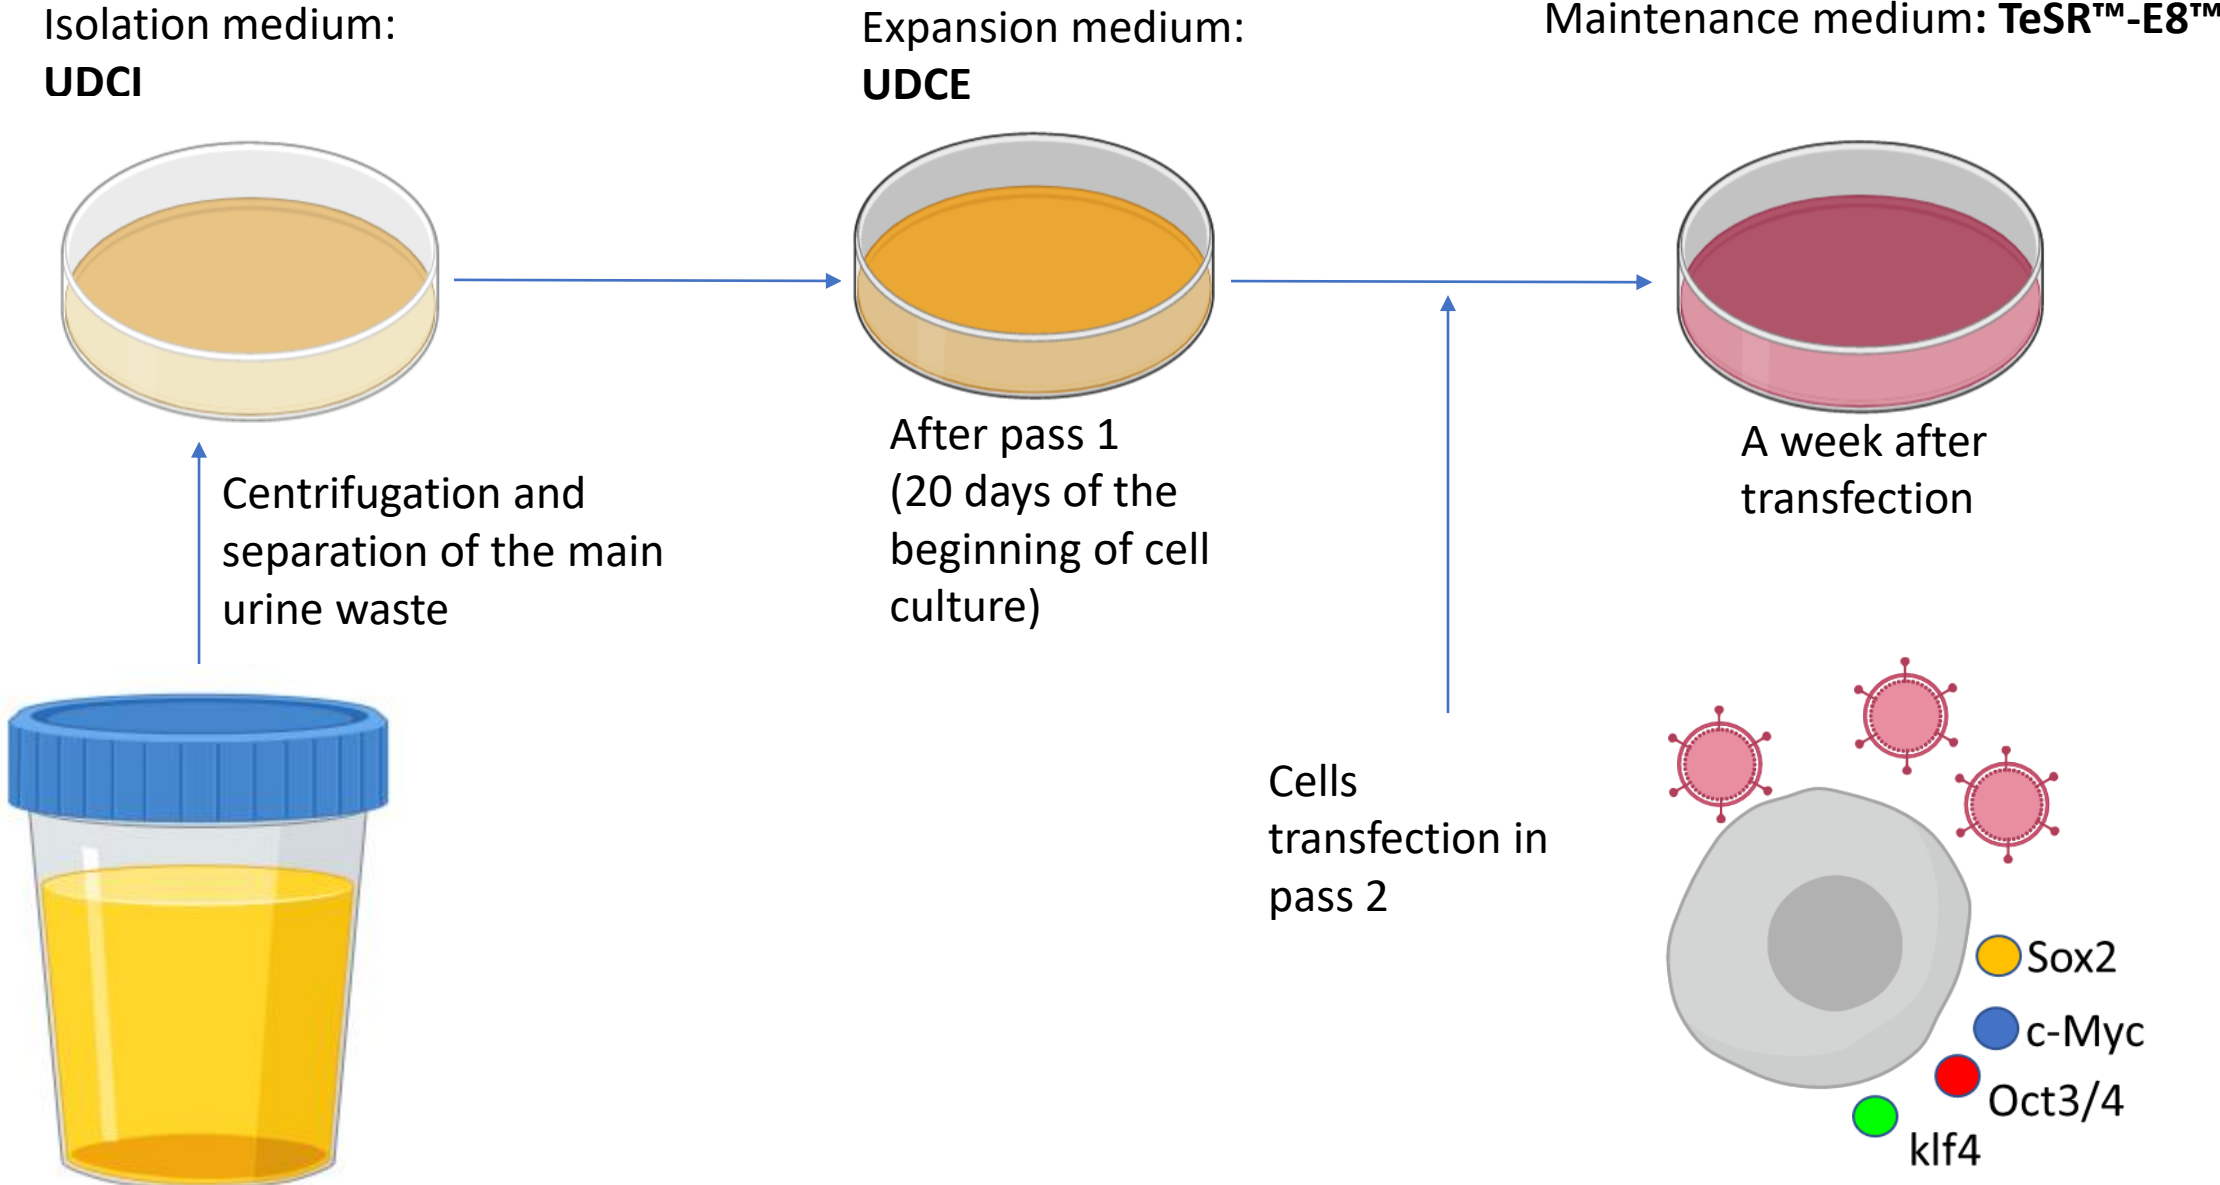 Isolation medium:
UDCI
Expansion medium:
UDCE
Maintenance medium: TeSR™-E8™
Centrifugation and
separation of the main
urine waste
After pass 1
(20 days of the
beginning of cell
culture)
A week after
transfection
Cells
transfection in
pass 2
Sox2
c-Myc
Oct3/4
klf4